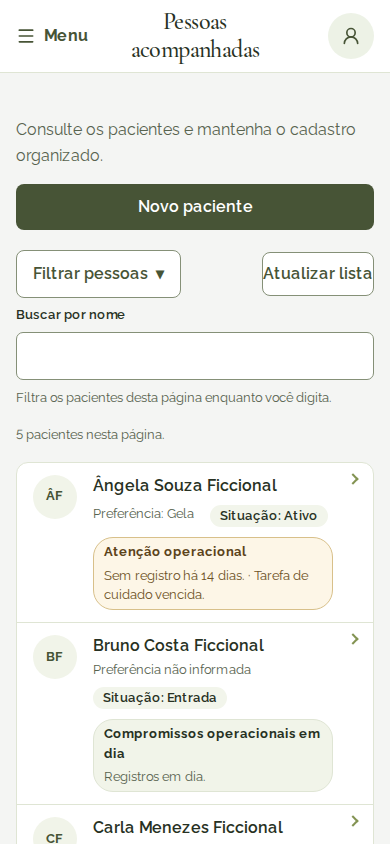 Menu
Pessoas
acompanhadas
Consulte os pacientes e mantenha o cadastro
organizado.
Novo paciente
Filtrar pessoas ▼
Atualizar lista
Buscar por nome
Filtra os pacientes desta página enquanto você digita.
5 pacientes nesta página.
ÂF
Ângela Souza Ficcional
Preferência: Gela
Situação: Ativo
Atenção operacional
Sem registro há 14 dias. · Tarefa de
cuidado vencida.
BF
Bruno Costa Ficcional
Preferência não informada
Situação: Entrada
Compromissos operacionais em
dia
Registros em dia.
CF
Carla Menezes Ficcional